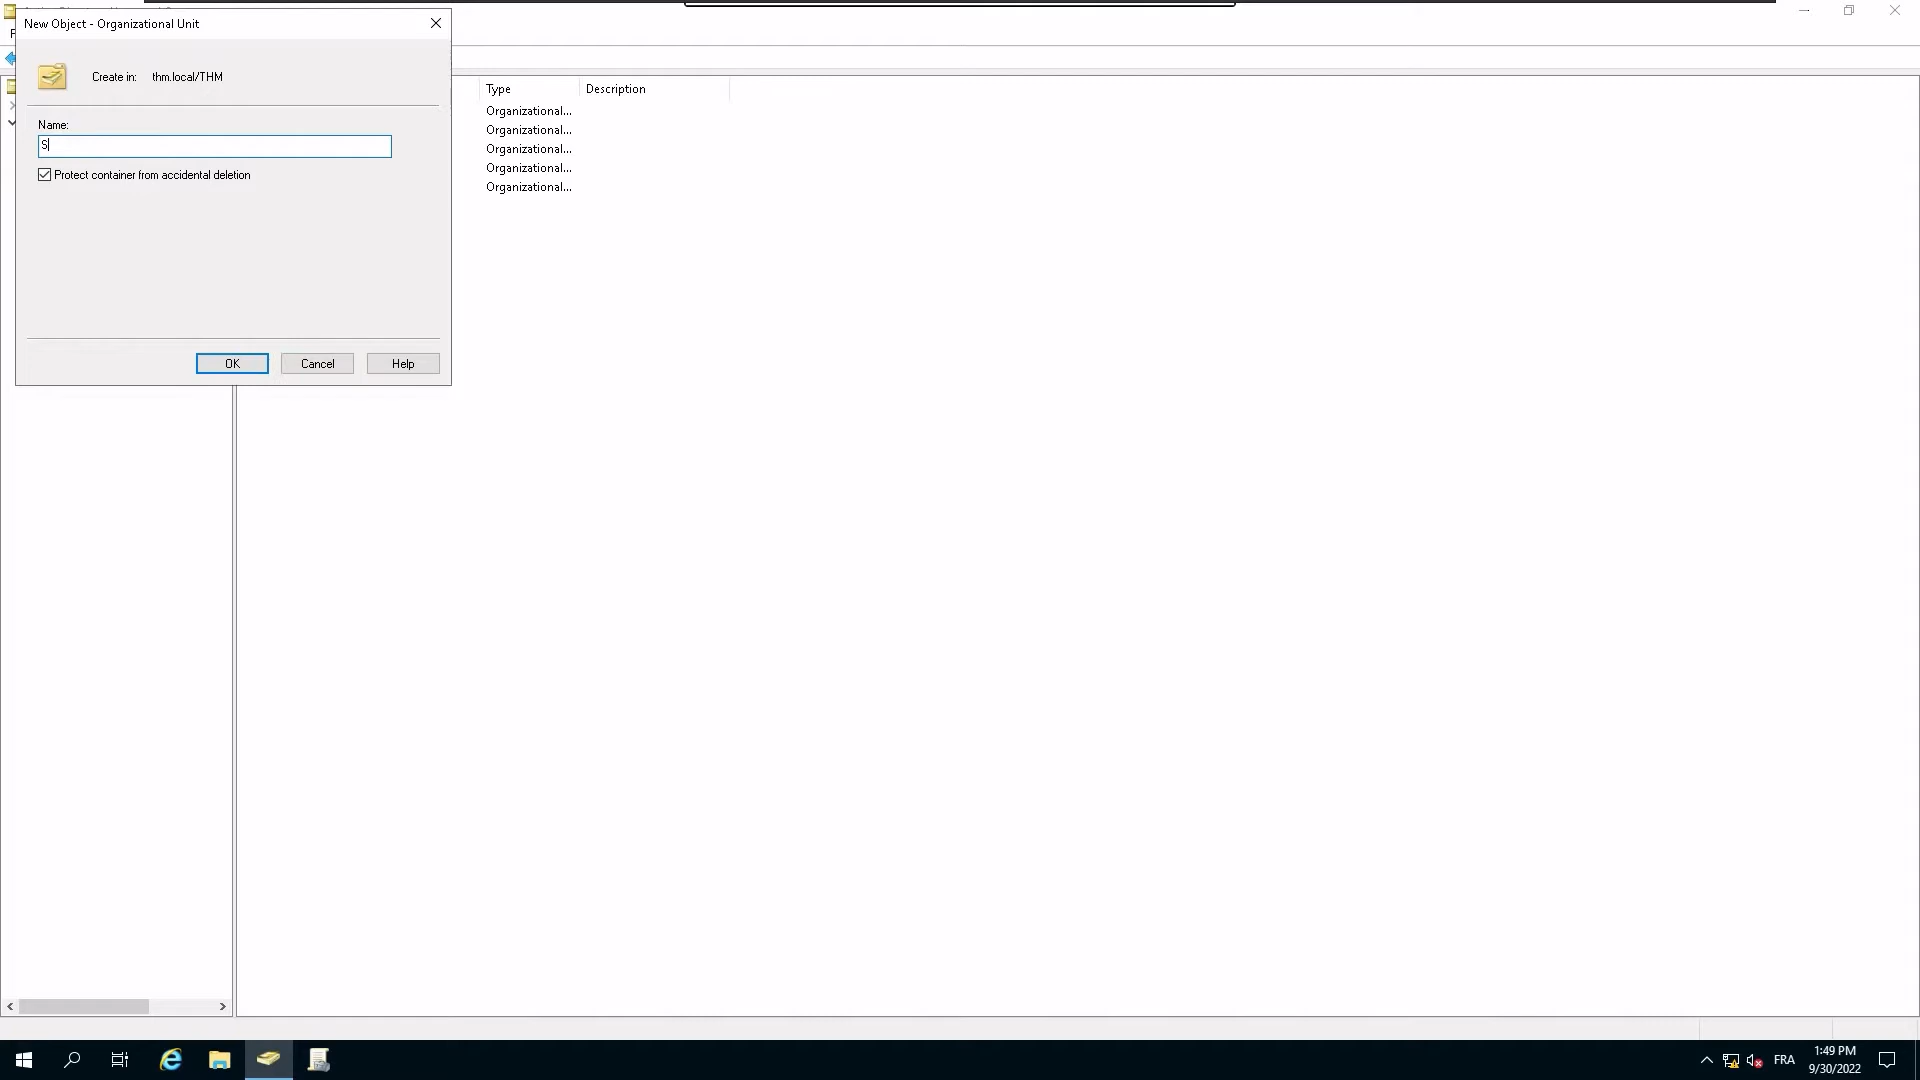 New Object - Organizational Unit
Create in: thm.local/THM
Name:
S
Protect container from accidental deletion
OK Cancel Help
Type Description
Organizational...
Organizational...
Organizational...
Organizational...
Organizational...
FRA
1:49 PM
9/30/2022